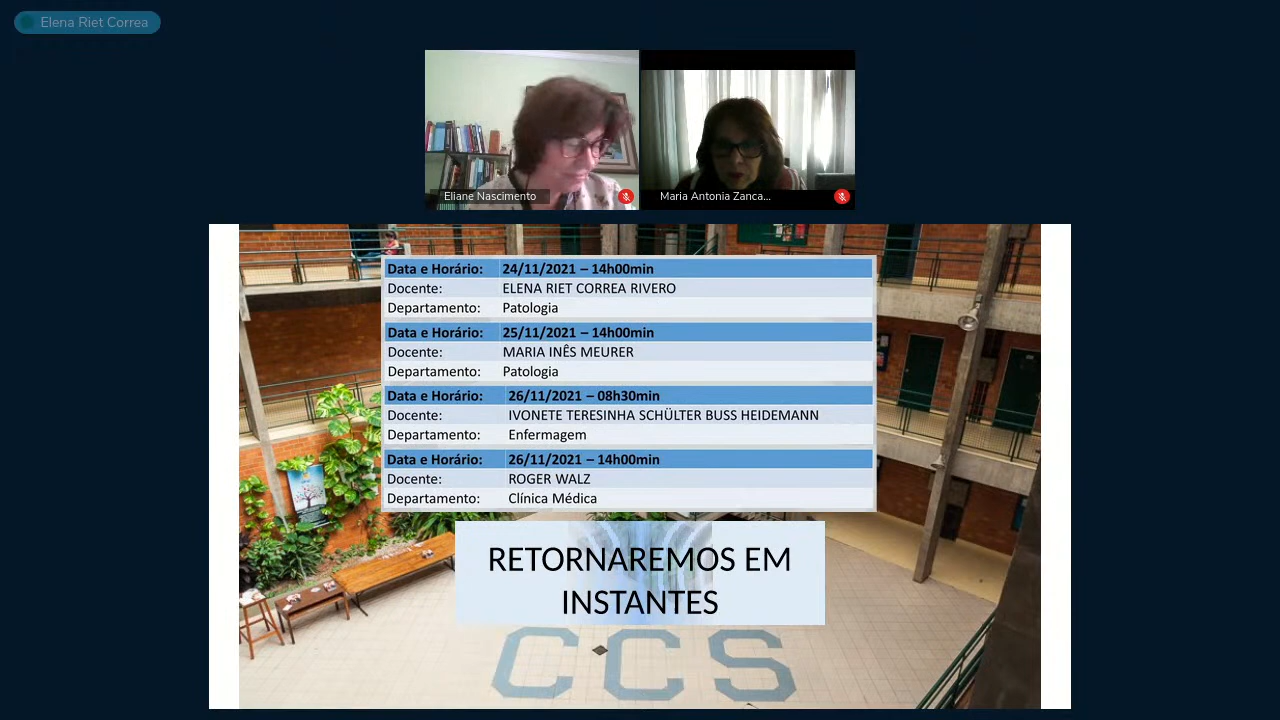 Elena Riet Correa
Eliane Nascimento
Maria Antonia Zanca...
Data e Horário: 24/11/2021 – 14h00min
Docente: ELENA RIET CORREA RIVERO
Departamento: Patologia
Data e Horário: 25/11/2021 – 14h00min
Docente: MARIA INÊS MEURER
Departamento: Patologia
Data e Horário: 26/11/2021 – 08h30min
Docente: IVONETE TERESINHA SCHÜLTER BUSS HEIDEMANN
Departamento: Enfermagem
Data e Horário: 26/11/2021 – 14h00min
Docente: ROGER WALZ
Departamento: Clínica Médica
RETORNAREMOS EM
INSTANTES
CCS